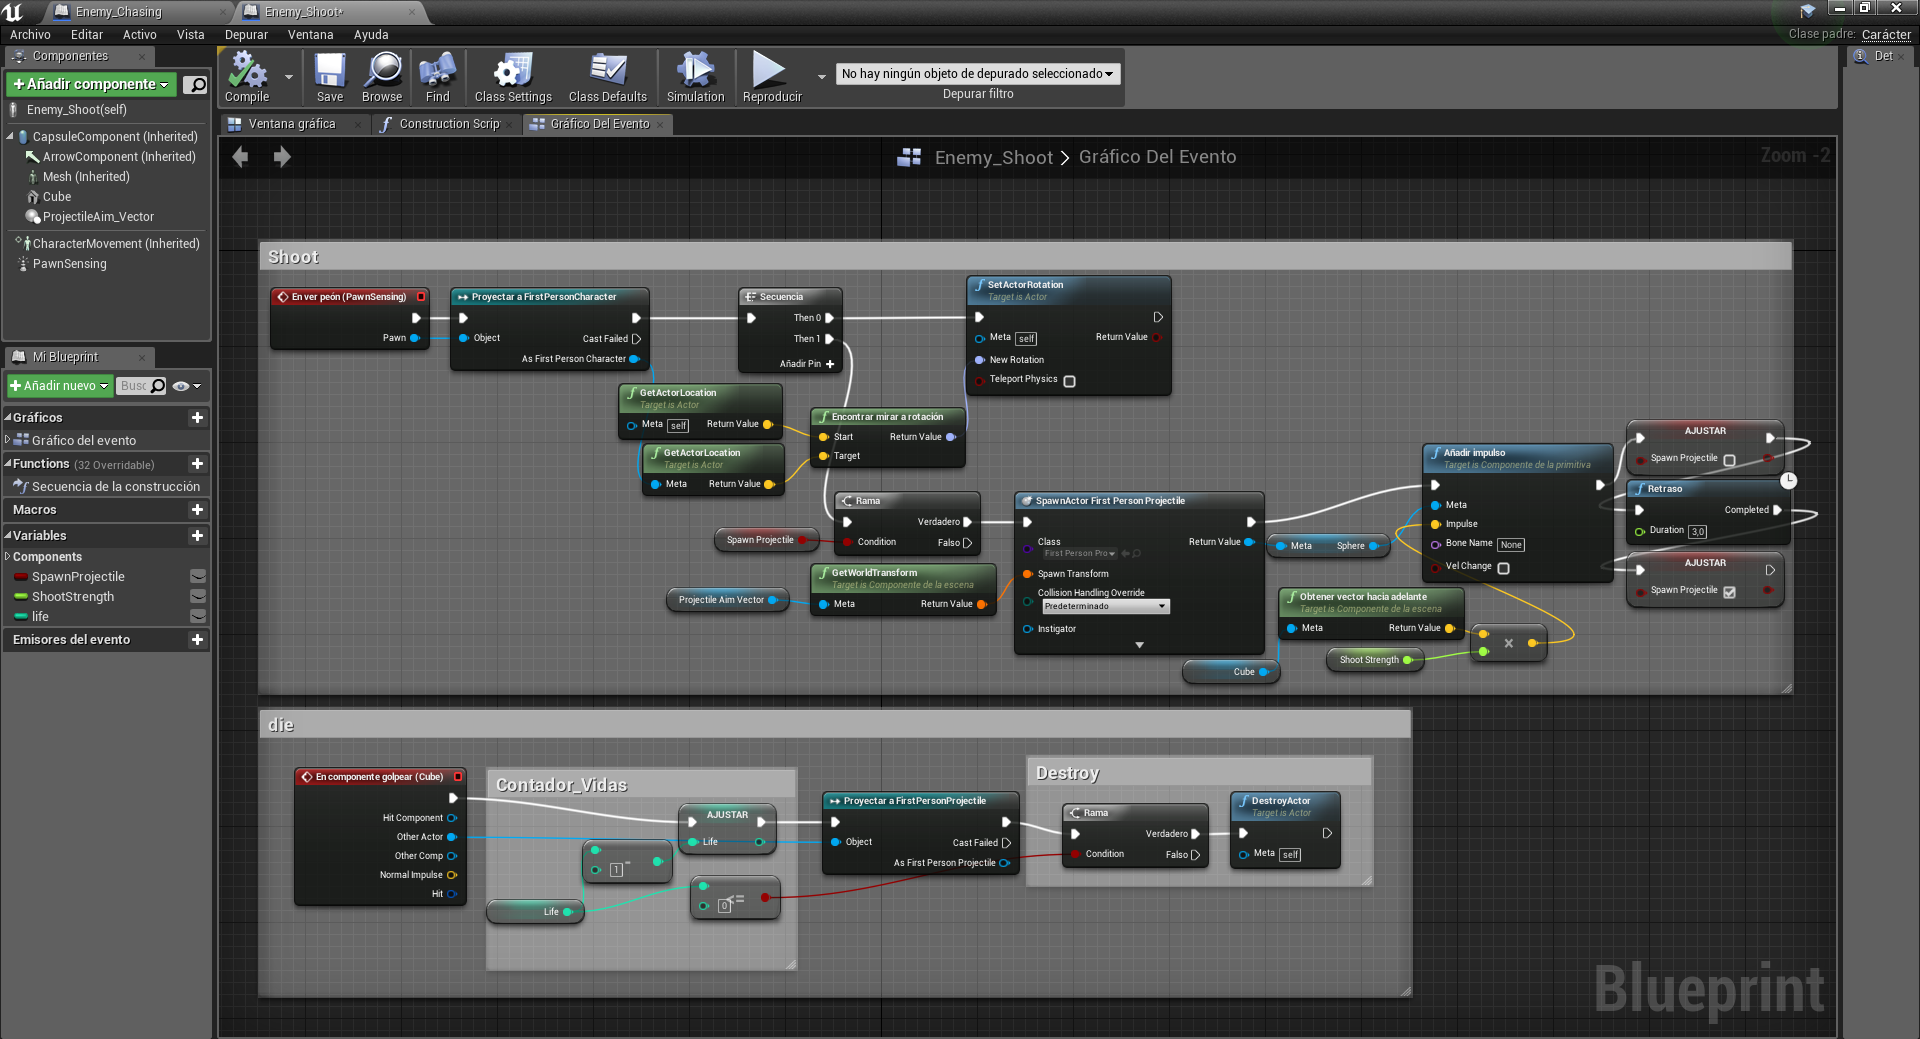 Enemy_Chasing
Enemy_Shoot*
Archivo Editar Activo Vista Depurar Ventana Ayuda
Clase padre: Carácter
Componentes
Añadir componente
Enemy_Shoot(self)
CapsuleComponent (Inherited)
ArrowComponent (Inherited)
Mesh (Inherited)
Cube
ProjectileAim_Vector
CharacterMovement (Inherited)
PawnSensing
Mi Blueprint
Añadir nuevo
Busc
Gráficos
Gráfico del evento
Functions (32 Overridable)
Secuencia de la construcción
Macros
Variables
Components
SpawnProjectile
ShootStrength
life
Emisores del evento
Compile
Save
Browse
Find
Class Settings
Class Defaults
Simulation
Reproducir
No hay ningún objeto de depurado seleccionado
Depurar filtro
Det
Ventana gráfica
Construction Scrip
Gráfico Del Evento
Enemy_Shoot > Gráfico Del Evento
Zoom -2
Shoot
En ver peón (PawnSensing)
Pawn
Proyectar a FirstPersonCharacter
Object
Cast Failed
As First Person Character
Secuencia
Then 0
Then 1
Añadir Pin +
SetActorRotation
Target is Actor
Meta self
Return Value
New Rotation
Teleport Physics
GetActorLocation
Target is Actor
Meta self
Return Value
GetActorLocation
Target is Actor
Meta
Return Value
Encontrar mirar a rotación
Start
Return Value
Target
Rama
Verdadero
Condition
Falso
Spawn Projectile
GetWorldTransform
Target is Componente de la escena
Meta
Return Value
Projectile Aim Vector
SpawnActor First Person Projectile
Class
First Person Pro
Return Value
Spawn Transform
Collision Handling Override
Predeterminado
Instigator
Meta
Sphere
Cube
Añadir impulso
Target is Componente de la primitiva
Meta
Impulse
Bone Name None
Vel Change
Obtener vector hacia adelante
Target is Componente de la escena
Meta
Return Value
Shoot Strength
×
AJUSTAR
Spawn Projectile
Retraso
Completed
Duration 3,0
AJUSTAR
Spawn Projectile
die
En componente golpear (Cube)
Hit Component
Other Actor
Other Comp
Normal Impulse
Hit
Contador_Vidas
AJUSTAR
Life
1
-
Life
0
<=
Proyectar a FirstPersonProjectile
Object
Cast Failed
As First Person Projectile
Destroy
Rama
Verdadero
Condition
Falso
DestroyActor
Target is Actor
Meta self
Blueprint